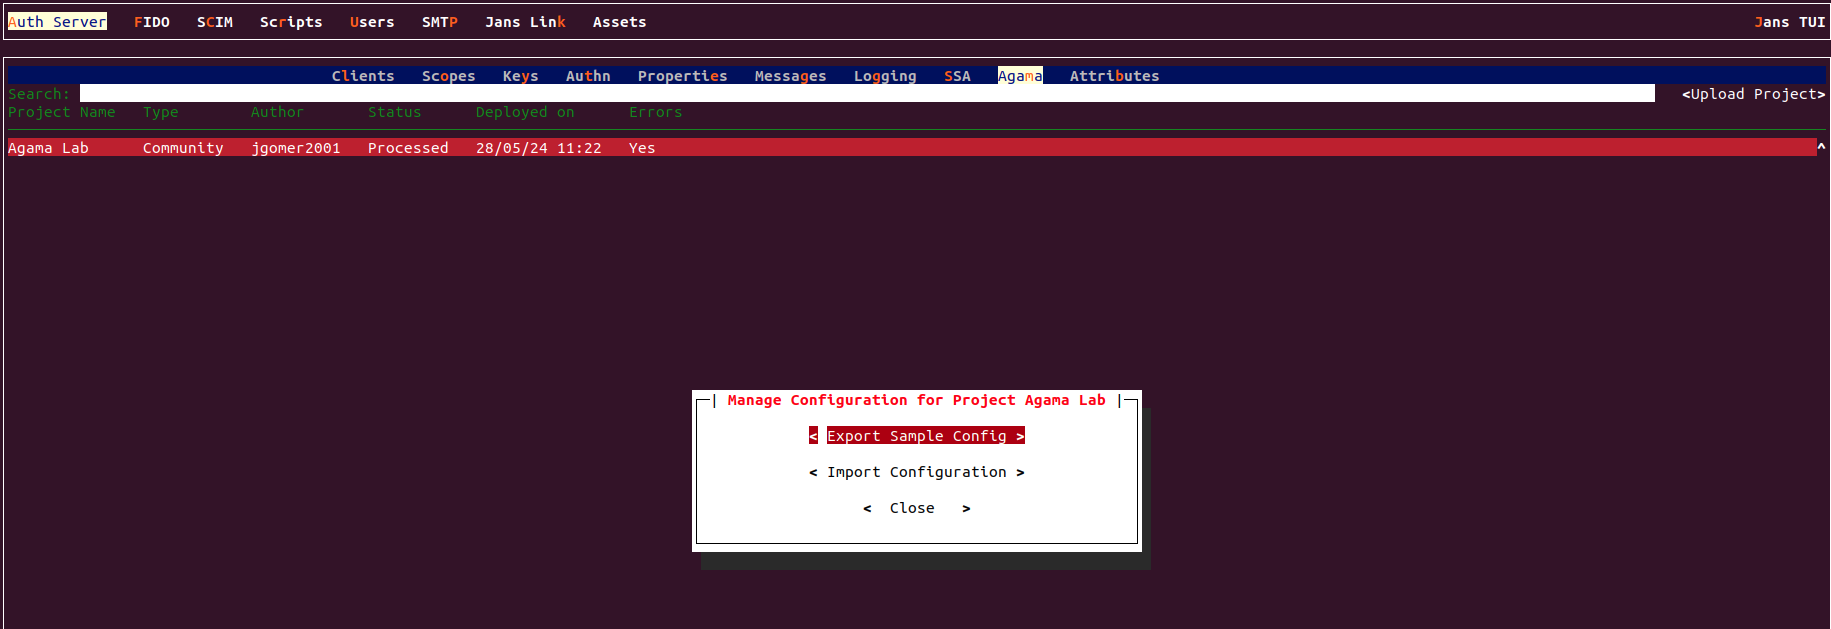 Auth Server FIDO SCIM Scripts Users SMTP Jans Link Assets Jans TUI
Clients Scopes Keys Authn Properties Messages Logging SSA Agama Attributes
Search: <Upload Project>
Project Name Type Author Status Deployed on Errors
Agama Lab Community jgomer2001 Processed 28/05/24 11:22 Yes ^
| Manage Configuration for Project Agama Lab |
< Export Sample Config >
< Import Configuration >
< Close >